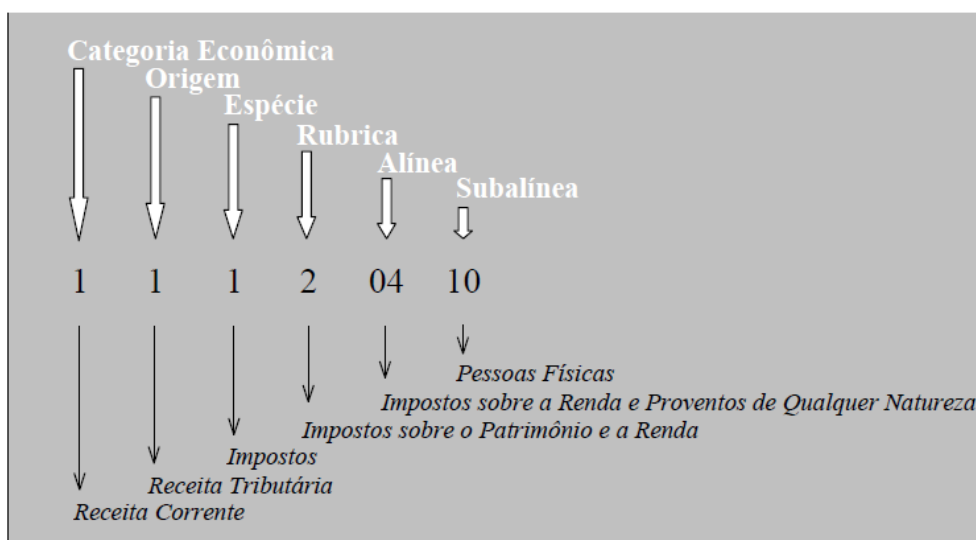 Categoria Econômica
Origem
Espécie
Rubrica
Alínea
Subalínea
1 1 1 2 04 10
Pessoas Físicas
Impostos sobre a Renda e Proventos de Qualquer Natureza
Impostos sobre o Patrimônio e a Renda
Impostos
Receita Tributária
Receita Corrente